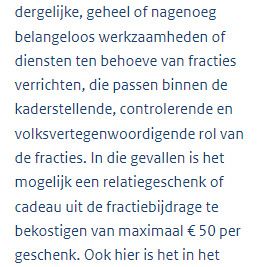 dergelijke, geheel of nagenoeg
belangeloos werkzaamheden of
diensten ten behoeve van fracties
verrichten, die passen binnen de
kaderstellende, controlerende en
volksvertegenwoordigende rol van
de fracties. In die gevallen is het
mogelijk een relatiegeschenk of
cadeau uit de fractiebijdrage te
bekostigen van maximaal € 50 per
geschenk. Ook hier is het in het